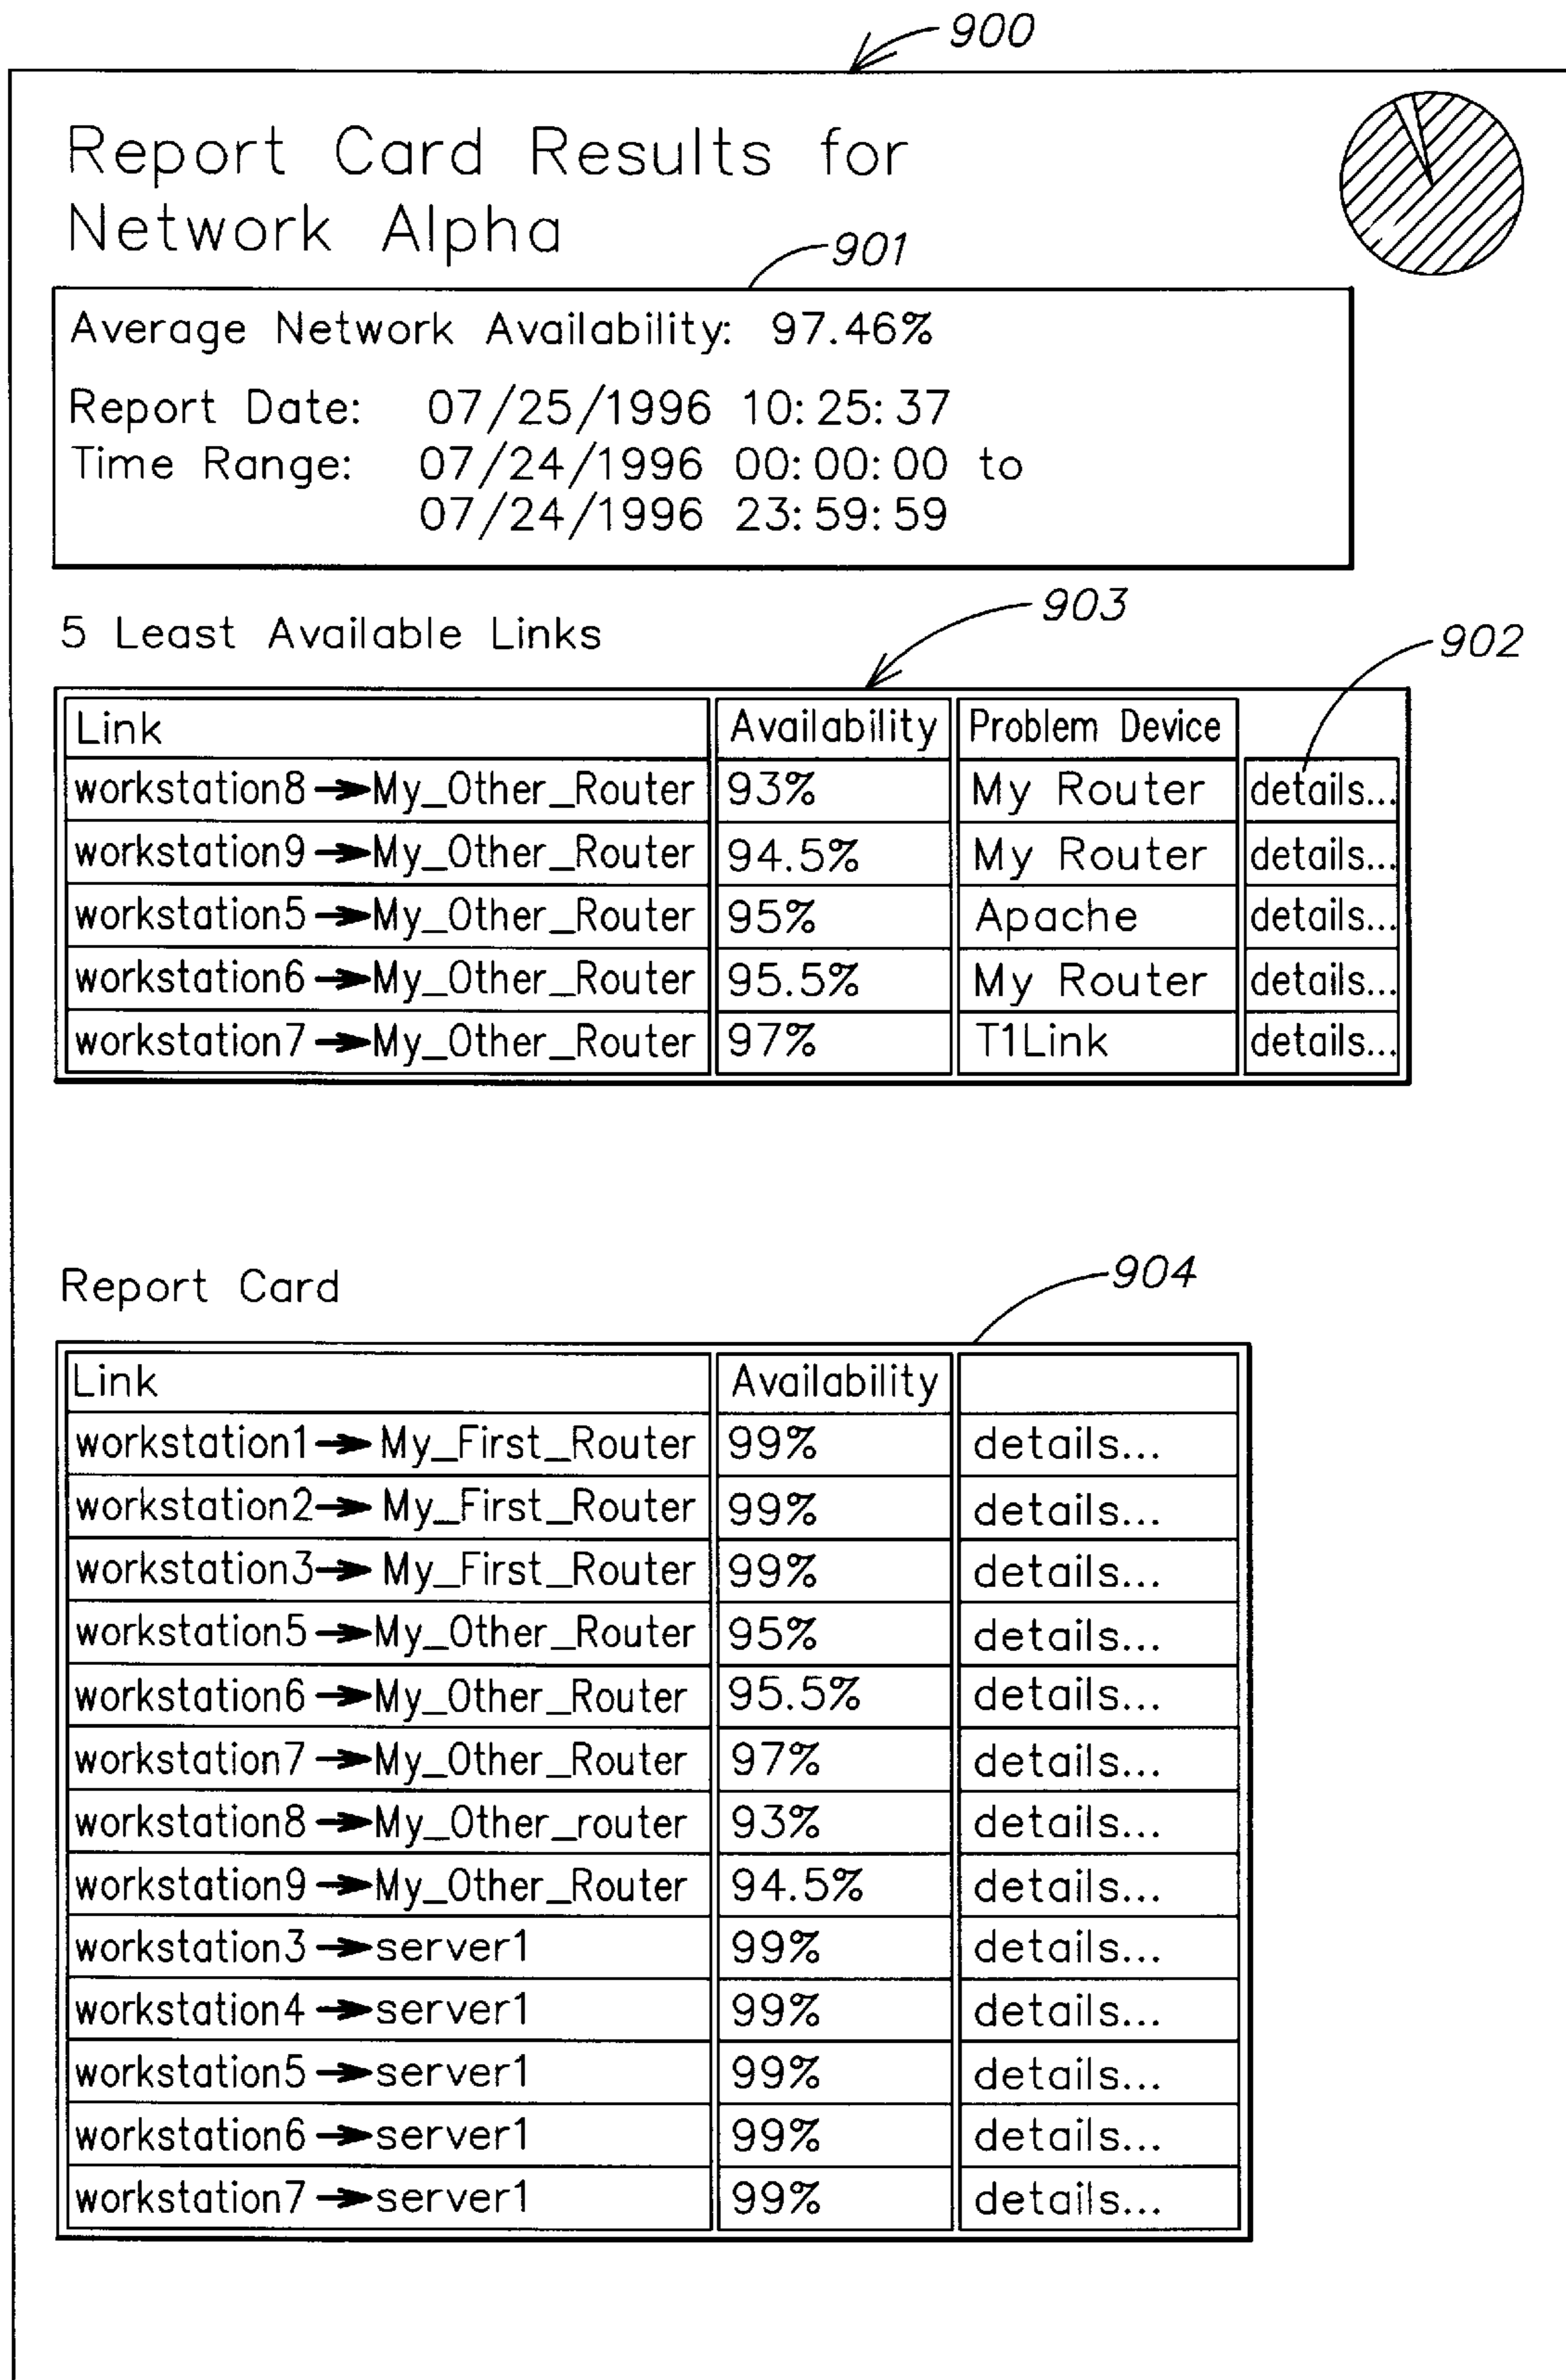 900
Report Card Results for
Network Alpha
901
Average Network Availability: 97.46%
Report Date: 07/25/1996 10:25:37
Time Range: 07/24/1996 00:00:00 to
07/24/1996 23:59:59
903
5 Least Available Links
902
Link Availability Problem Device
workstation8→My_Other_Router 93% My Router details...
workstation9→My_Other_Router 94.5% My Router details...
workstation5→My_Other_Router 95% Apache details...
workstation6→My_Other_Router 95.5% My Router details...
workstation7→My_Other_Router 97% T1Link details...
904
Report Card
Link Availability
workstation1→ My_First_Router 99% details...
workstation2→ My_First_Router 99% details...
workstation3→ My_First_Router 99% details...
workstation5→My_Other_Router 95% details...
workstation6→My_Other_Router 95.5% details...
workstation7→My_Other_Router 97% details...
workstation8→My_Other_router 93% details...
workstation9→My_Other_Router 94.5% details...
workstation3→server1 99% details...
workstation4→server1 99% details...
workstation5→server1 99% details...
workstation6→server1 99% details...
workstation7→server1 99% details...